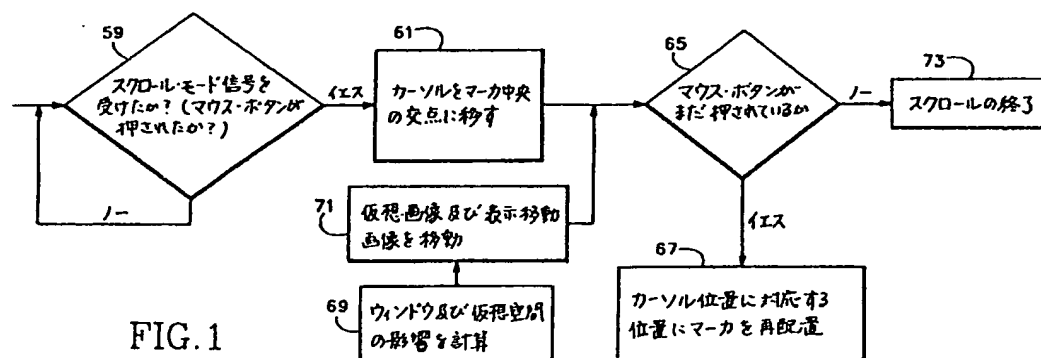 59
スクロール・モード信号を
受けたか?(マウス・ボタンが
押されたか?)
イエス
ノー
61
カーソルをマーカ中央
の交点に移す
65
マウス・ボタンが
まだ押されているか
ノー
イエス
73
スクロールの終了
71
仮想画像及び表示移動
画像を移動
69
ウィンドウ及び仮想空間
の影響を計算
67
カーソル位置に対応する
位置にマーカを再配置
FIG.1